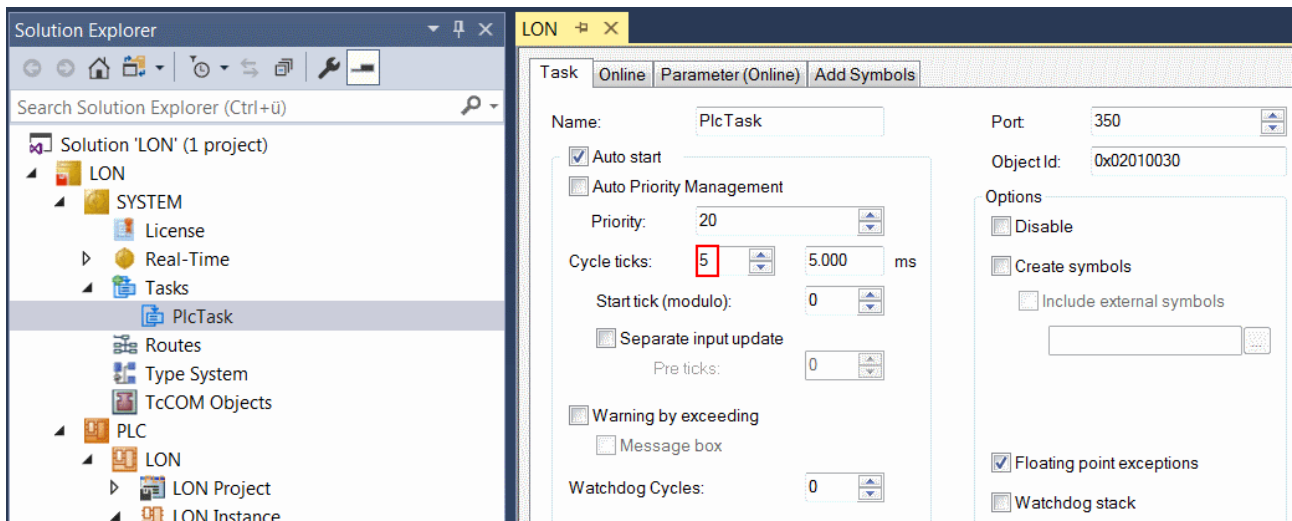 Solution Explorer
Search Solution Explorer (Ctrl+ü)
Solution 'LON' (1 project)
LON
SYSTEM
License
Real-Time
Tasks
PlcTask
Routes
Type System
TcCOM Objects
PLC
LON
LON Project
LON Instance
LON
Task Online Parameter (Online) Add Symbols
Name: PlcTask
Auto start
Auto Priority Management
Priority: 20
Cycle ticks: 5 5.000 ms
Start tick (modulo): 0
Separate input update
Pre ticks: 0
Warning by exceeding
Message box
Watchdog Cycles: 0
Port: 350
Object Id: 0x02010030
Options
Disable
Create symbols
Include external symbols
...
Floating point exceptions
Watchdog stack